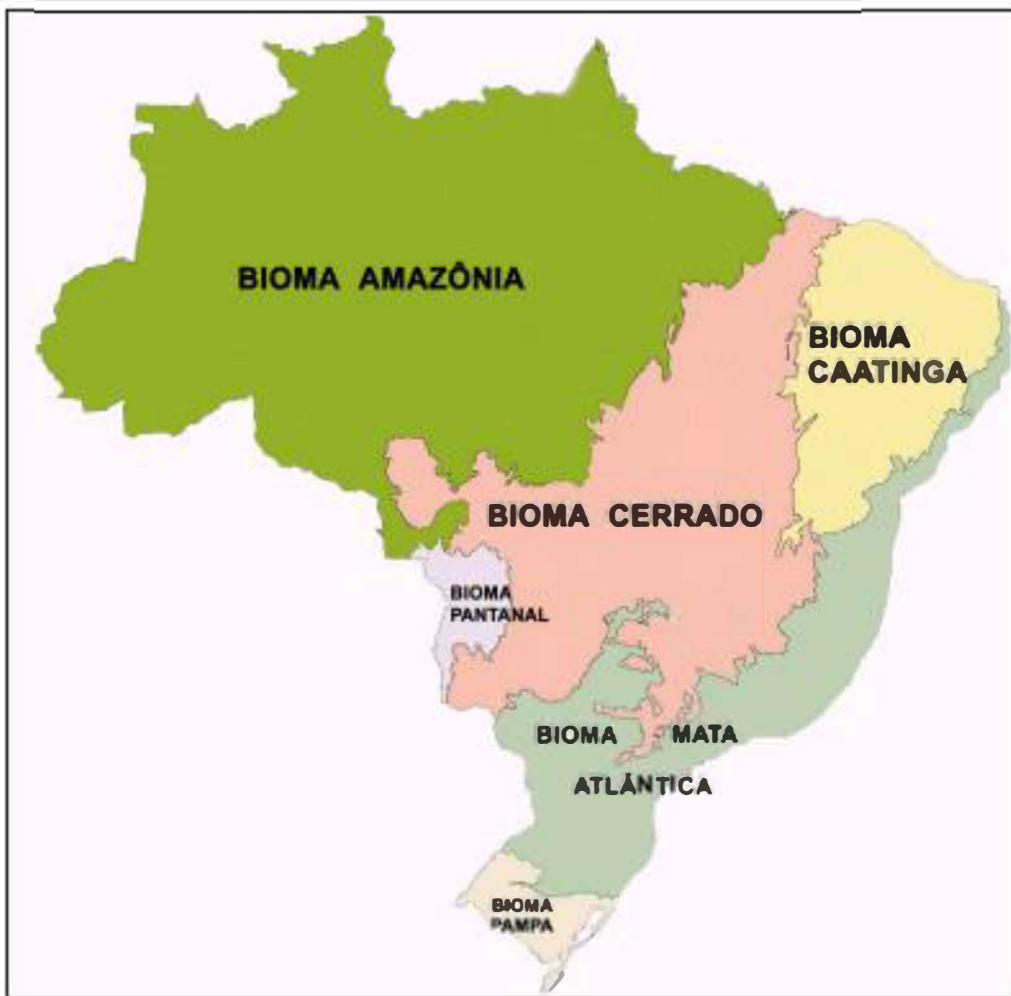 BIOMA AMAZÔNIA
BIOMA
CAATINGA
BIOMA CERRADO
BIOMA
PANTANAL
BIOMA MATA
ATLÂNTICA
BIOMA
PAMPA